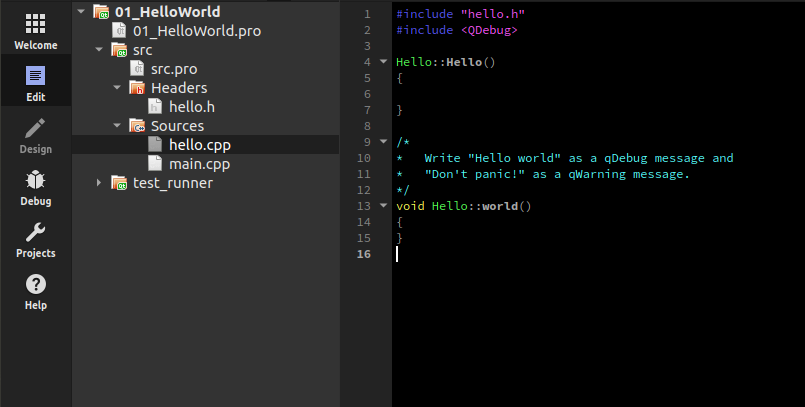 Welcome
Edit
Design
Debug
Projects
Help
01_HelloWorld
01_HelloWorld.pro
src
src.pro
Headers
hello.h
Sources
hello.cpp
main.cpp
test_runner
1 #include "hello.h"
2 #include <QDebug>
3
4 Hello::Hello()
5 {
6
7 }
8
9 /*
10 *   Write "Hello world" as a qDebug message and
11 *   "Don't panic!" as a qWarning message.
12 */
13 void Hello::world()
14 {
15 }
16